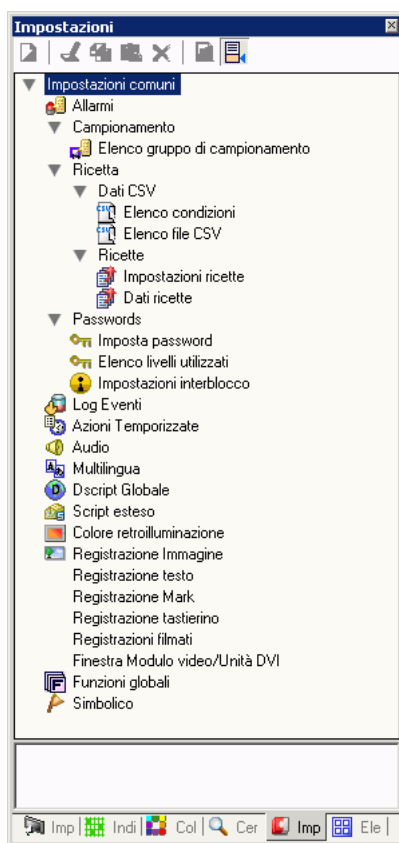 Impostazioni
Impostazioni comuni
Allarmi
Campionamento
Elenco gruppo di campionamento
Ricetta
Dati CSV
CSV Elenco condizioni
CSV Elenco file CSV
Ricette
Impostazioni ricette
Dati ricette
Passwords
Imposta password
Elenco livelli utilizzati
Impostazioni interblocco
Log Eventi
Azioni Temporizzate
Audio
Multilingua
D Dscript Globale
Script esteso
Colore retroilluminazione
Registrazione Immagine
Registrazione testo
Registrazione Mark
Registrazione tastierino
Registrazioni filmati
Finestra Modulo video/Unità DVI
F Funzioni globali
Simbolico
Imp Indi Col Cer Imp Ele